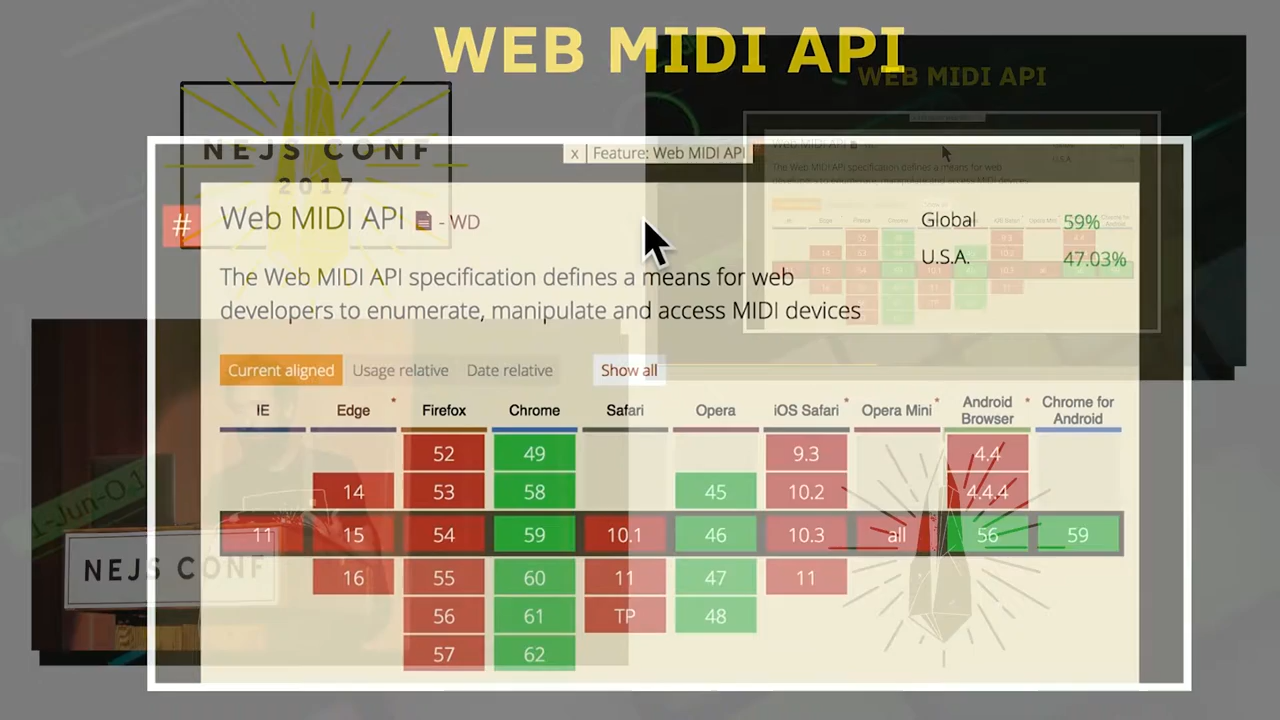 WEB MIDI API
WEB MIDI API
NEJS CONF
2017
x | Feature: Web MIDI API
# Web MIDI API - WD
Global 59%
U.S.A. 47.03%
The Web MIDI API specification defines a means for web
developers to enumerate, manipulate and access MIDI devices
Current aligned Usage relative Date relative Show all
IE Edge * Firefox Chrome Safari Opera iOS Safari * Opera Mini * Android Browser * Chrome for Android
52 49 9.3 4.4
14 53 58 45 10.2 4.4.4
11 15 54 59 10.1 46 10.3 all 56 59
16 55 60 11 47 11
56 61 TP 48
57 62
NEJS CONF